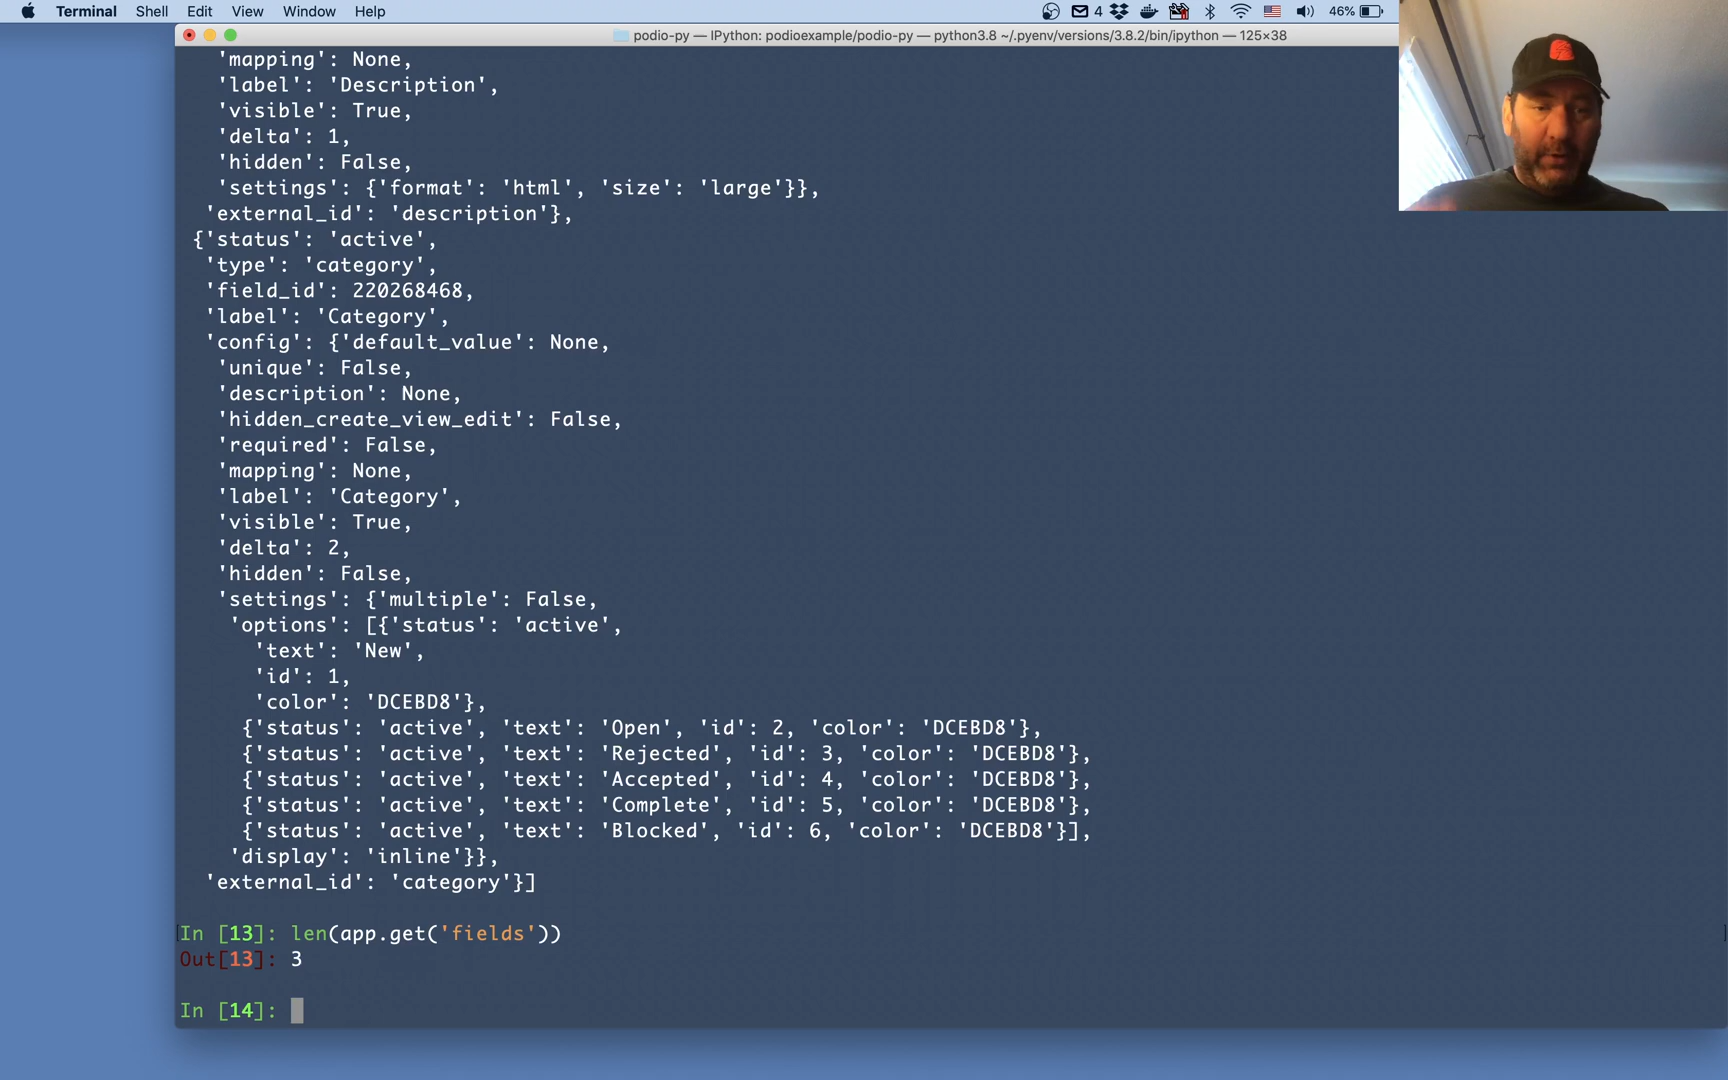 Terminal Shell Edit View Window Help 4 46%
podio-py — IPython: podioexample/podio-py — python3.8 ~/.pyenv/versions/3.8.2/bin/ipython — 125×38
'mapping': None,
'label': 'Description',
'visible': True,
'delta': 1,
'hidden': False,
'settings': {'format': 'html', 'size': 'large'}},
'external_id': 'description'},
{'status': 'active',
'type': 'category',
'field_id': 220268468,
'label': 'Category',
'config': {'default_value': None,
'unique': False,
'description': None,
'hidden_create_view_edit': False,
'required': False,
'mapping': None,
'label': 'Category',
'visible': True,
'delta': 2,
'hidden': False,
'settings': {'multiple': False,
'options': [{'status': 'active',
'text': 'New',
'id': 1,
'color': 'DCEBD8'},
{'status': 'active', 'text': 'Open', 'id': 2, 'color': 'DCEBD8'},
{'status': 'active', 'text': 'Rejected', 'id': 3, 'color': 'DCEBD8'},
{'status': 'active', 'text': 'Accepted', 'id': 4, 'color': 'DCEBD8'},
{'status': 'active', 'text': 'Complete', 'id': 5, 'color': 'DCEBD8'},
{'status': 'active', 'text': 'Blocked', 'id': 6, 'color': 'DCEBD8'}],
'display': 'inline'}},
'external_id': 'category'}]
In [13]: len(app.get('fields'))
Out[13]: 3
In [14]: